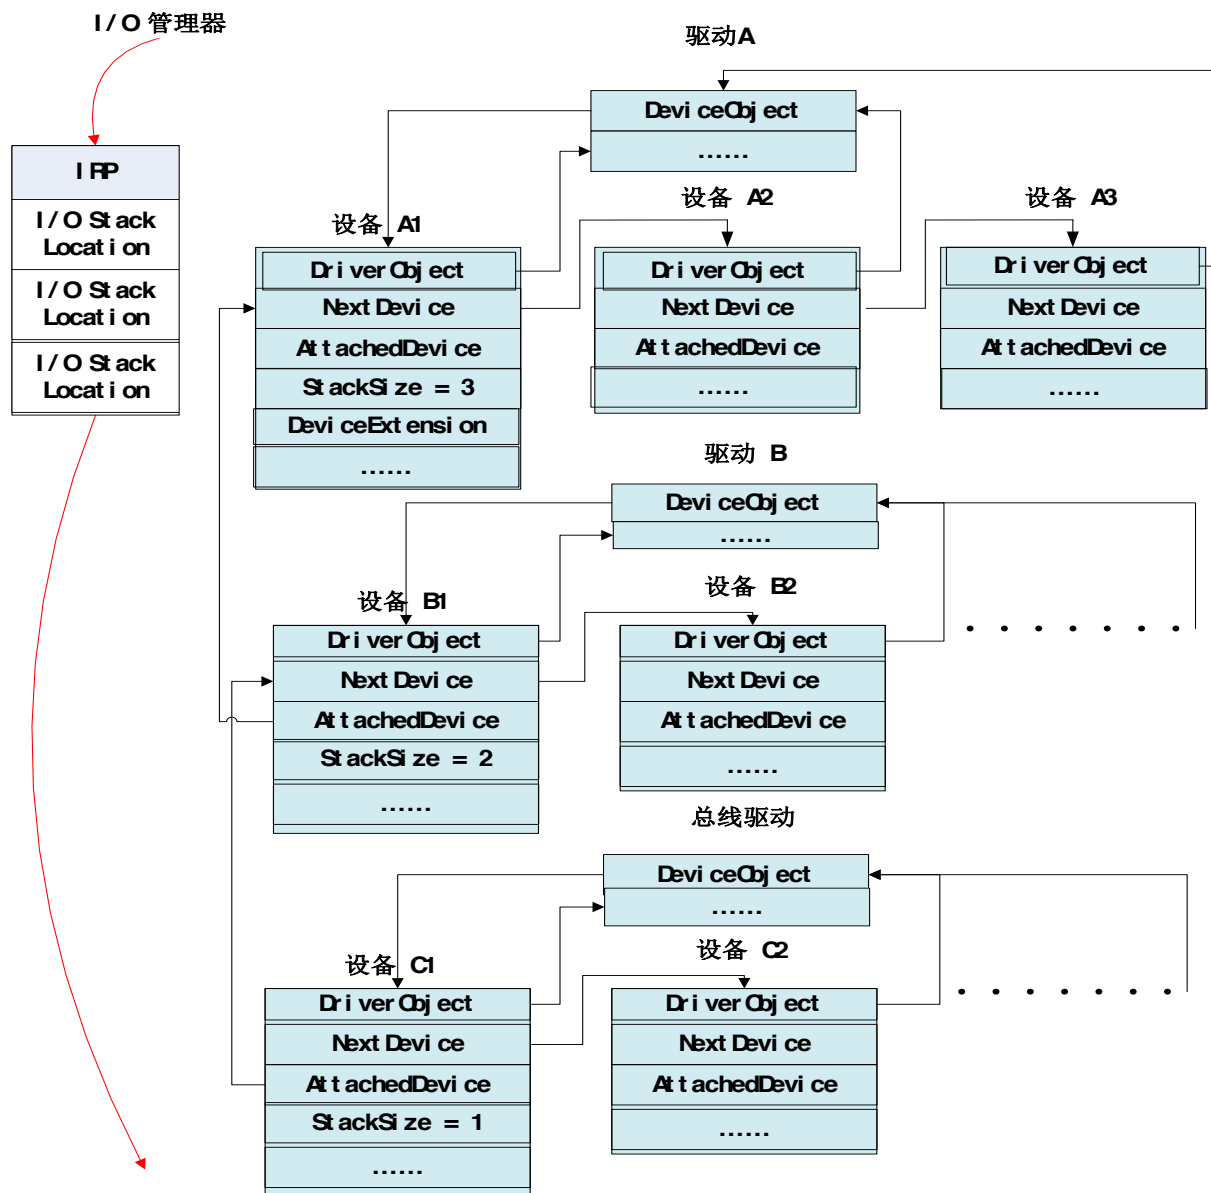 I/O 管理器
IRP
I/O Stack
Location
I/O Stack
Location
I/O Stack
Location
驱动A
DeviceObject
......
设备 A1
DriverObject
NextDevice
AttachedDevice
StackSize = 3
DeviceExtension
......
设备 A2
DriverObject
NextDevice
AttachedDevice
......
设备 A3
DriverObject
NextDevice
AttachedDevice
......
驱动 B
DeviceObject
......
设备 B1
DriverObject
NextDevice
AttachedDevice
StackSize = 2
......
设备 B2
DriverObject
NextDevice
AttachedDevice
......
总线驱动
DeviceObject
......
设备 C1
DriverObject
NextDevice
AttachedDevice
StackSize = 1
......
设备 C2
DriverObject
NextDevice
AttachedDevice
......